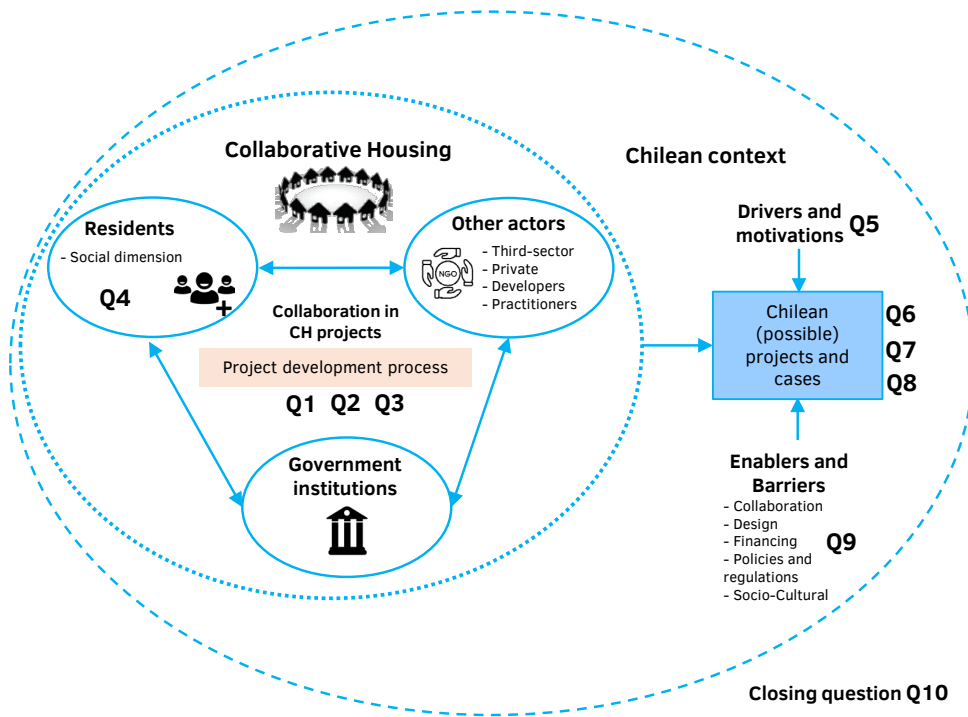 Collaborative Housing
Chilean context
Residents
- Social dimension
Q4
Other actors
NGO
- Third-sector
- Private
- Developers
- Practitioners
Collaboration in
CH projects
Project development process
Q1 Q2 Q3
Government
institutions
Drivers and
motivations Q5
Chilean
(possible)
projects and
cases
Q6
Q7
Q8
Enablers and
Barriers
- Collaboration
- Design
- Financing
- Policies and
regulations
- Socio-Cultural
Q9
Closing question Q10